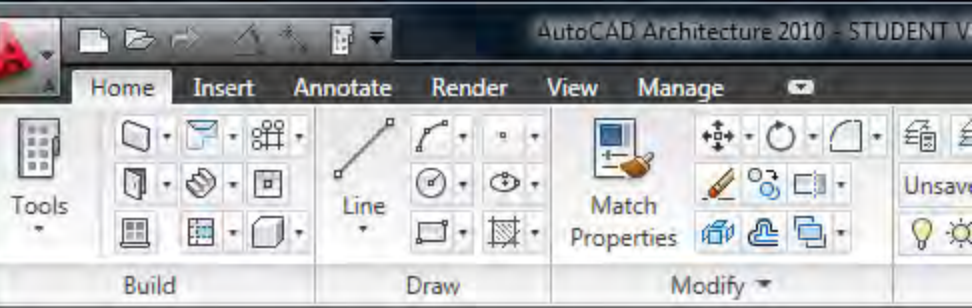 AutoCAD Architecture 2010 - STUDENT V
A
Home Insert Annotate Render View Manage
Tools
Line
Match
Properties
Unsave
Build Draw Modify